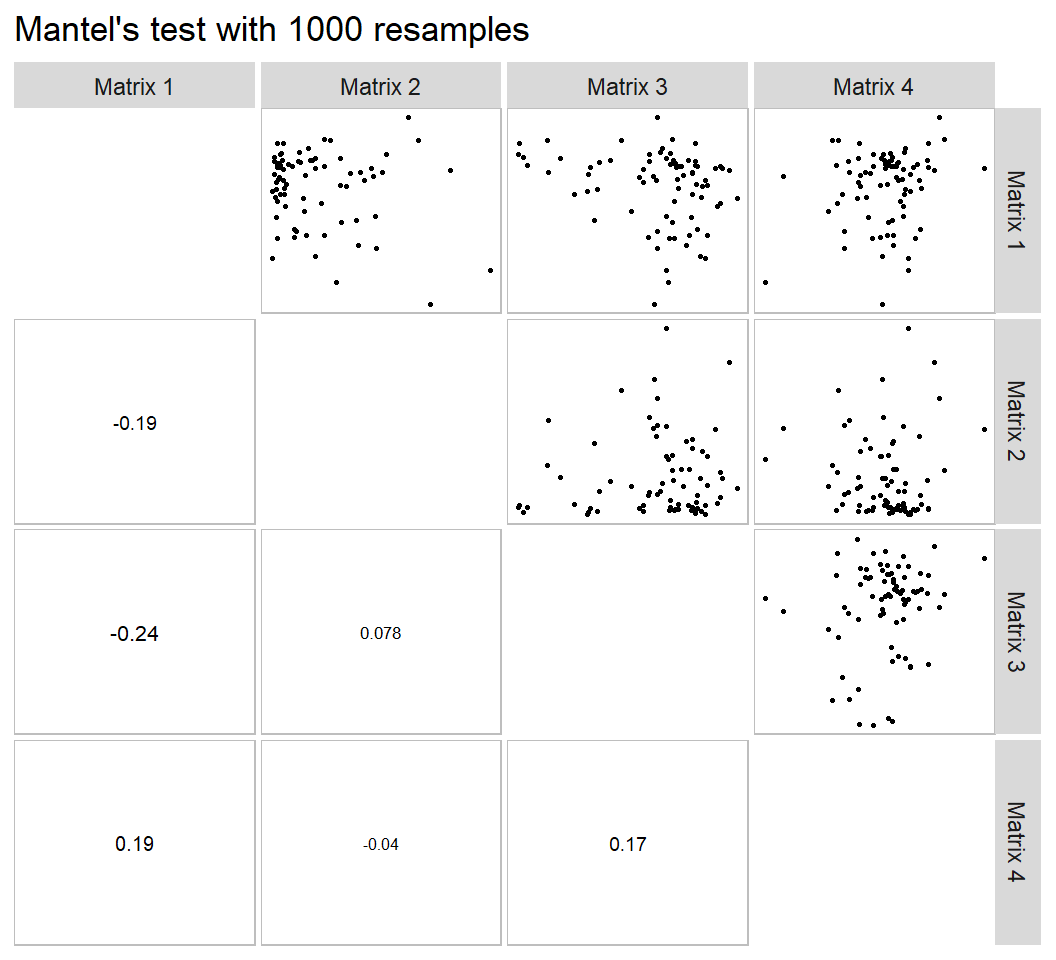 Mantel's test with 1000 resamples
Matrix 1
Matrix 2
Matrix 3
Matrix 4
Matrix 1
-0.19
Matrix 2
-0.24
0.078
Matrix 3
0.19
-0.04
0.17
Matrix 4